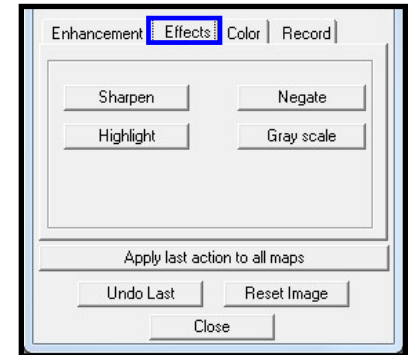 Enhancement Effects Color Record
Sharpen Negate
Highlight Gray scale
Apply last action to all maps
Undo Last Reset Image
Close